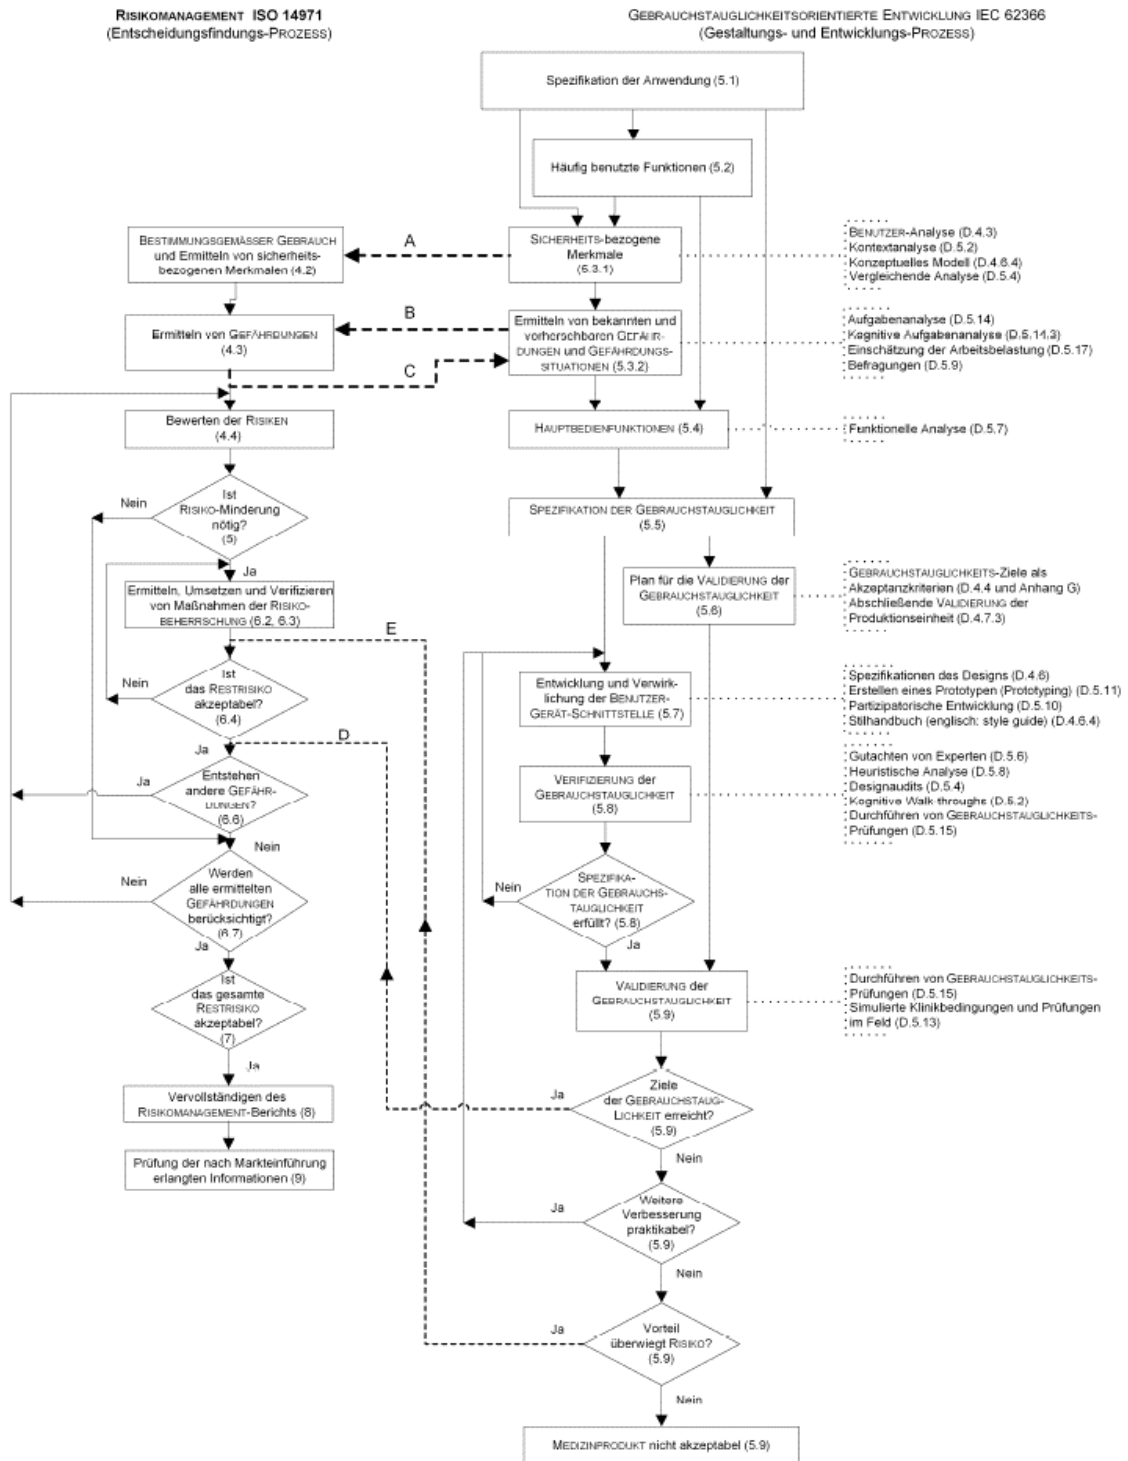 RISIKOMANAGEMENT ISO 14971
(Entscheidungsfindungs-PROZESS)
GEBRAUCHSTAUGLICHKEITSORIENTIERTE ENTWICKLUNG IEC 62366
(Gestaltungs- und Entwicklungs-PROZESS)
Spezifikation der Anwendung (5.1)
Häufig benutzte Funktionen (5.2)
BESTIMMUNGSGEMÄSSER GEBRAUCH
und Ermitteln von sicherheits-
bezogenen Merkmalen (4.2)
A
SICHERHEITS-bezogene
Merkmale
(5.3.1)
BENUTZER-Analyse (D.4.3)
Kontextanalyse (D.5.2)
Konzeptuelles Modell (D.4.6.4)
Vergleichende Analyse (D.5.4)
Ermitteln von GEFÄHRDUNGEN
(4.3)
B
C
Ermitteln von bekannten und
vorhersehbaren GEFÄHR-
DUNGEN und GEFÄHRDUNGS-
SITUATIONEN (5.3.2)
Aufgabenanalyse (D.5.14)
Kognitive Aufgabenanalyse (D.5.14.3)
Einschätzung der Arbeitsbelastung (D.5.17)
Befragungen (D.5.9)
Bewerten der RISIKEN
(4.4)
HAUPTBEDIENFUNKTIONEN (5.4)
Funktionelle Analyse (D.5.7)
Nein
Ist
RISIKO-Minderung
nötig?
(5)
Ja
SPEZIFIKATION DER GEBRAUCHSTAUGLICHKEIT
(5.5)
Ermitteln, Umsetzen und Verifizieren
von Maßnahmen der RISIKO-
BEHERRSCHUNG (6.2, 6.3)
Plan für die VALIDIERUNG der
GEBRAUCHSTAUGLICHKEIT
(5.6)
GEBRAUCHSTAUGLICHKEITS-Ziele als
Akzeptanzkriterien (D.4.4 und Anhang G)
Abschließende VALIDIERUNG der
Produktionseinheit (D.4.7.3)
E
Nein
Ist
das RESTRISIKO
akzeptabel?
(6.4)
Ja
D
Entwicklung und Verwirk-
lichung der BENUTZER-
GERÄT-SCHNITTSTELLE (5.7)
Spezifikationen des Designs (D.4.6)
Erstellen eines Prototypen (Prototyping) (D.5.11)
Partizipatorische Entwicklung (D.5.10)
Stilhandbuch (englisch: style guide) (D.4.6.4)
Ja
Entstehen
andere GEFÄHR-
DUNGEN?
(6.6)
Nein
VERIFIZIERUNG der
GEBRAUCHSTAUGLICHKEIT
(5.8)
Gutachten von Experten (D.5.6)
Heuristische Analyse (D.5.8)
Designaudits (D.5.4)
Kognitive Walk-throughs (D.5.2)
Durchführen von GEBRAUCHSTAUGLICHKEITS-
Prüfungen (D.5.15)
Nein
Werden
alle ermittelten
GEFÄHRDUNGEN
berücksichtigt?
(6.7)
Ja
Nein
SPEZIFIKA-
TION DER GEBRAUCHS-
TAUGLICHKEIT
erfüllt? (5.8)
Ja
Ist
das gesamte
RESTRISIKO
akzeptabel?
(7)
Ja
VALIDIERUNG der
GEBRAUCHSTAUGLICHKEIT
(5.9)
Durchführen von GEBRAUCHSTAUGLICHKEITS-
Prüfungen (D.5.15)
Simulierte Klinikbedingungen und Prüfungen
im Feld (D.5.13)
Vervollständigen des
RISIKOMANAGEMENT-Berichts (8)
Ja
Ziele
der GEBRAUCHSTAUG-
LICHKEIT erreicht?
(5.9)
Nein
Prüfung der nach Markteinführung
erlangten Informationen (9)
Ja
Weitere
Verbesserung
praktikabel?
(5.9)
Nein
Ja
Vorteil
überwiegt RISIKO?
(5.9)
Nein
MEDIZINPRODUKT nicht akzeptabel (5.9)